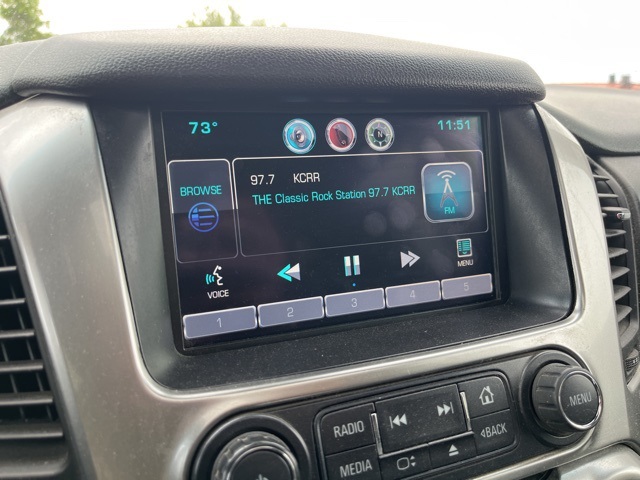 73° 11:51
N
BROWSE
97.7 KCRR
THE Classic Rock Station 97.7 KCRR
FM
VOICE
MENU
1 2 3 4 5
RADIO
MEDIA
BACK
MENU